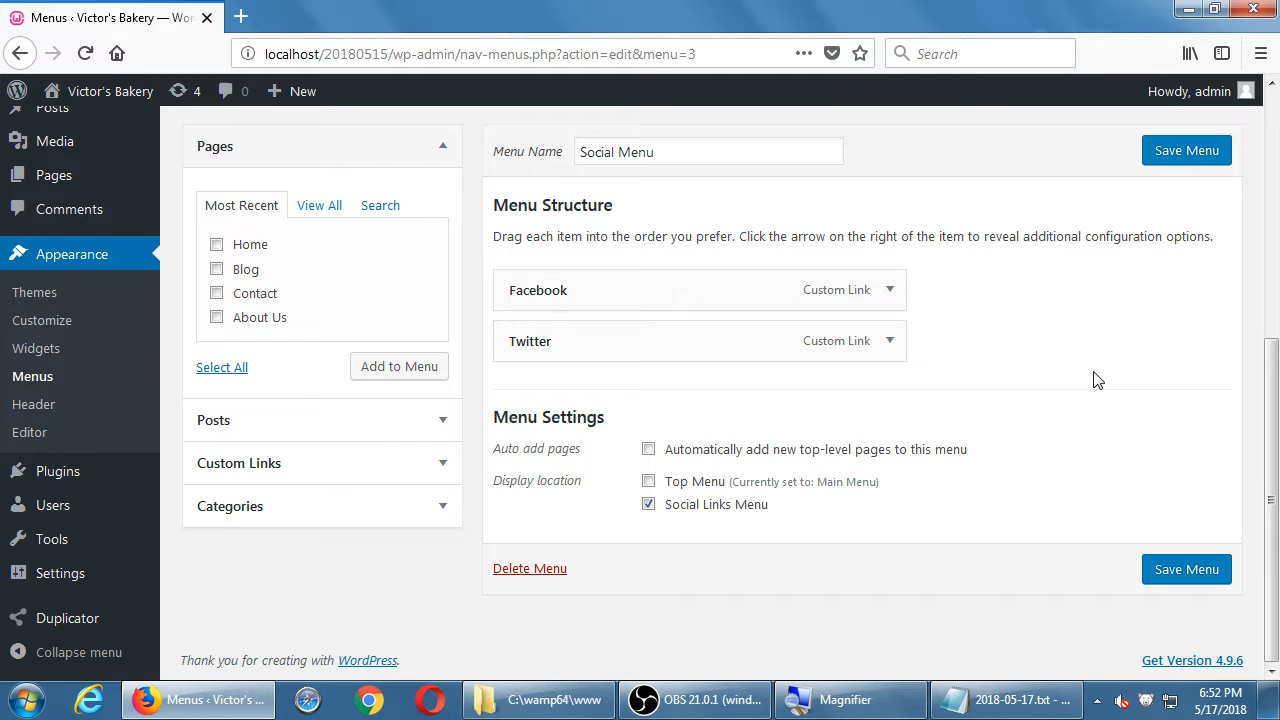 Menus ‹ Victor's Bakery — Wor
localhost/20180515/wp-admin/nav-menus.php?action=edit&menu=3
Search
Victor's Bakery
4
0
New
Howdy, admin
Posts
Media
Pages
Comments
Appearance
Themes
Customize
Widgets
Menus
Header
Editor
Plugins
Users
Tools
Settings
Duplicator
Collapse menu
Pages
Most Recent
View All
Search
Home
Blog
Contact
About Us
Select All
Add to Menu
Posts
Custom Links
Categories
Menu Name
Social Menu
Save Menu
Menu Structure
Drag each item into the order you prefer. Click the arrow on the right of the item to reveal additional configuration options.
Facebook
Custom Link
Twitter
Custom Link
Menu Settings
Auto add pages
Automatically add new top-level pages to this menu
Display location
Top Menu (Currently set to: Main Menu)
Social Links Menu
Delete Menu
Save Menu
Thank you for creating with WordPress.
Get Version 4.9.6
Menus ‹ Victor's ...
C:\wamp64\www
OBS 21.0.1 (wind...
Magnifier
2018-05-17.txt - ...
6:52 PM
5/17/2018